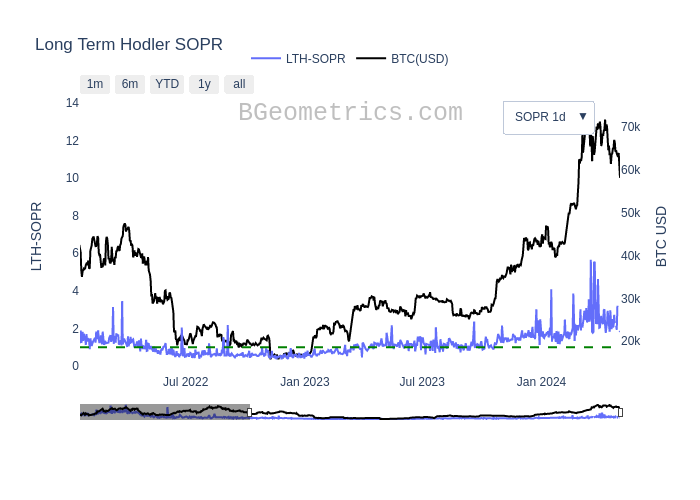 Long Term Hodler SOPR
LTH-SOPR
BTC(USD)
1m
6m
YTD
1y
all
BGeometrics.com
SOPR 1d
▼
14
12
10
8
6
4
2
0
LTH-SOPR
70k
60k
50k
40k
30k
20k
BTC USD
Jul 2022
Jan 2023
Jul 2023
Jan 2024